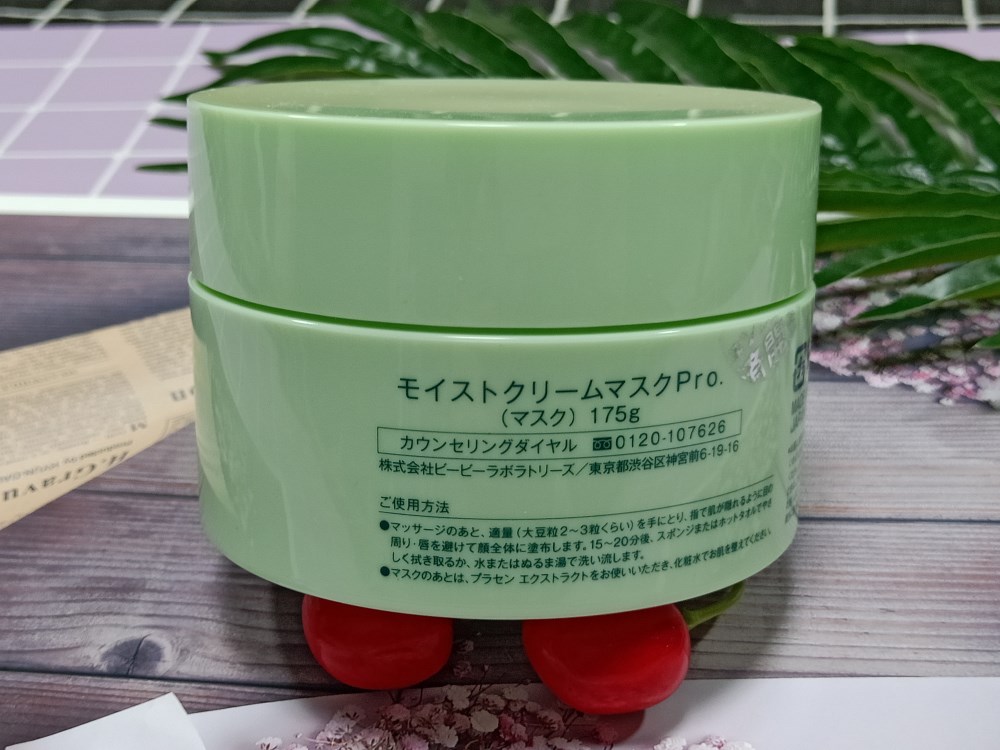 モイストクリームマスクPro.
（マスク）175g
カウンセリングダイヤル 0120-107626
株式会社ビービーラボラトリーズ／東京都渋谷区神宮前6-19-16
ご使用方法
●マッサージのあと、適量（大豆粒2～3粒くらい）を手にとり、指で肌が隠れるように目の
周り・唇を避けて顔全体に塗布します。15～20分後、スポンジまたはホットタオルでやさ
しく拭き取るか、水またはぬるま湯で洗い流します。
●マスクのあとは、プラセン エクストラクトをお使いいただき、化粧水でお肌を整えてください。